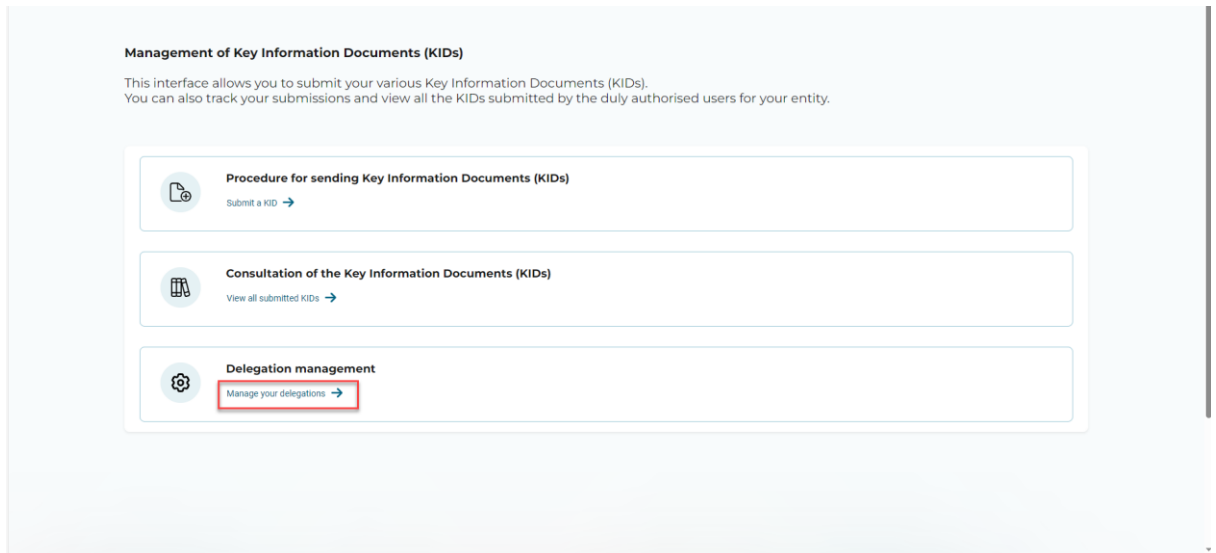 Management of Key Information Documents (KIDs)
This interface allows you to submit your various Key Information Documents (KIDs).
You can also track your submissions and view all the KIDs submitted by the duly authorised users for your entity.
Procedure for sending Key Information Documents (KIDs)
Submit a KID →
Consultation of the Key Information Documents (KIDs)
View all submitted KIDs →
Delegation management
Manage your delegations →